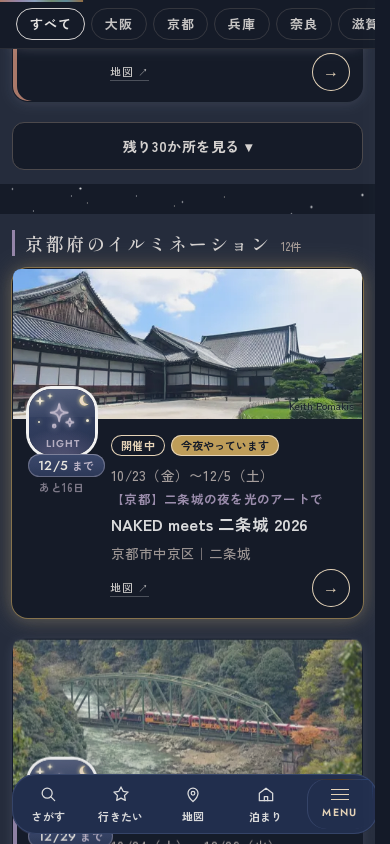 すべて 大阪 京都 兵庫 奈良 滋賀
地図 ↗
→
残り30か所を見る ▾
京都府のイルミネーション 12件
Keith Pomakis
LIGHT
12/5 まで
あと16日
開催中 今夜やっています
10/23（金）〜12/5（土）
【京都】二条城の夜を光のアートで
NAKED meets 二条城 2026
京都市中京区｜二条城
地図 ↗
→
さがす 行きたい 地図 泊まり MENU
12/29 まで